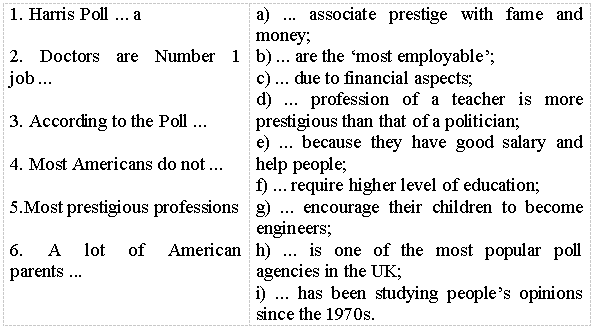 1. Harris Poll ... a
2. Doctors are Number 1
job ...
3. According to the Poll ...
4. Most Americans do not ...
5.Most prestigious professions
6. A lot of American
parents ...
a) ... associate prestige with fame and
money;
b) ... are the ‘most employable’;
c) ... due to financial aspects;
d) ... profession of a teacher is more
prestigious than that of a politician;
e) ... because they have good salary and
help people;
f) ... require higher level of education;
g) ... encourage their children to become
engineers;
h) ... is one of the most popular poll
agencies in the UK;
i) ... has been studying people’s opinions
since the 1970s.